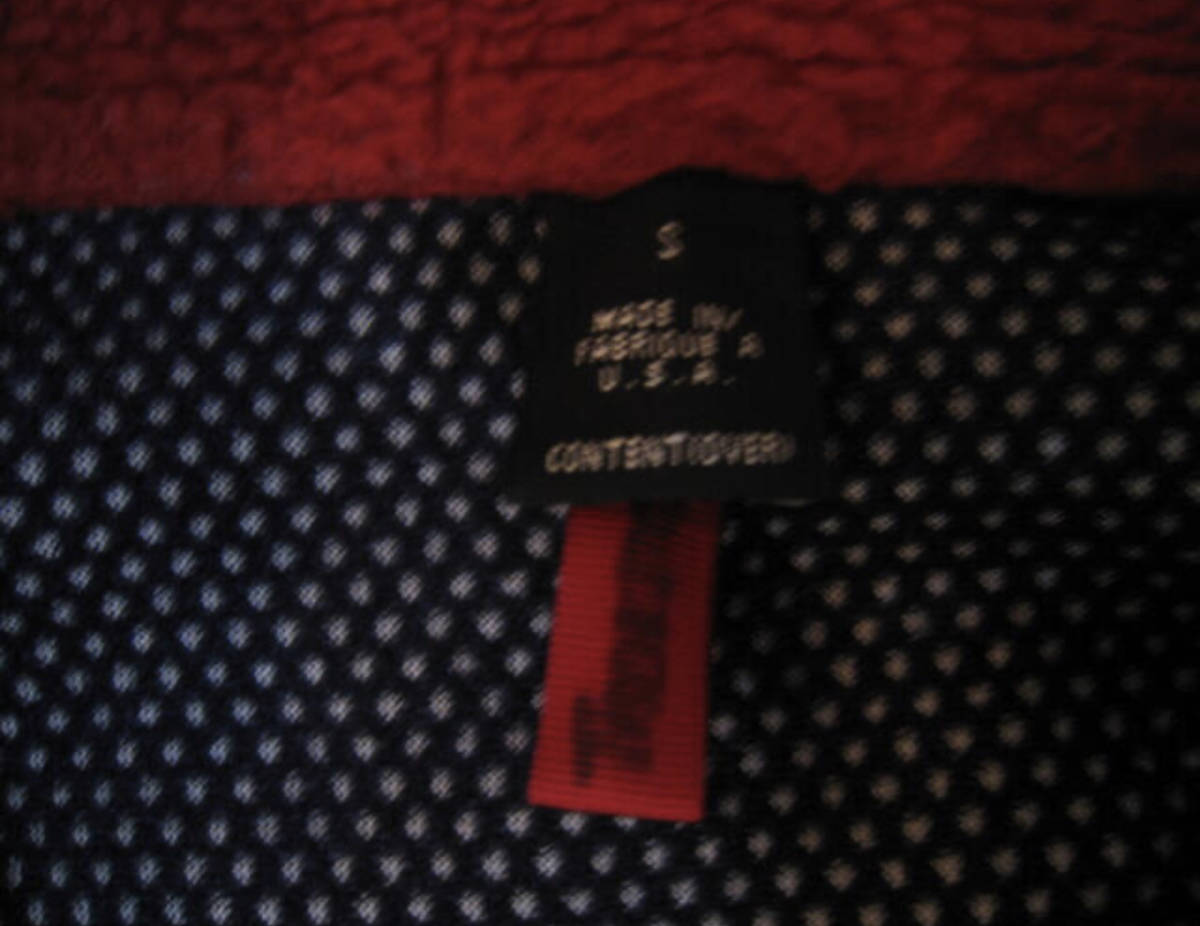 S
MADE IN/
FABRIQUE A
U.S.A.
CONTENT(OVER)